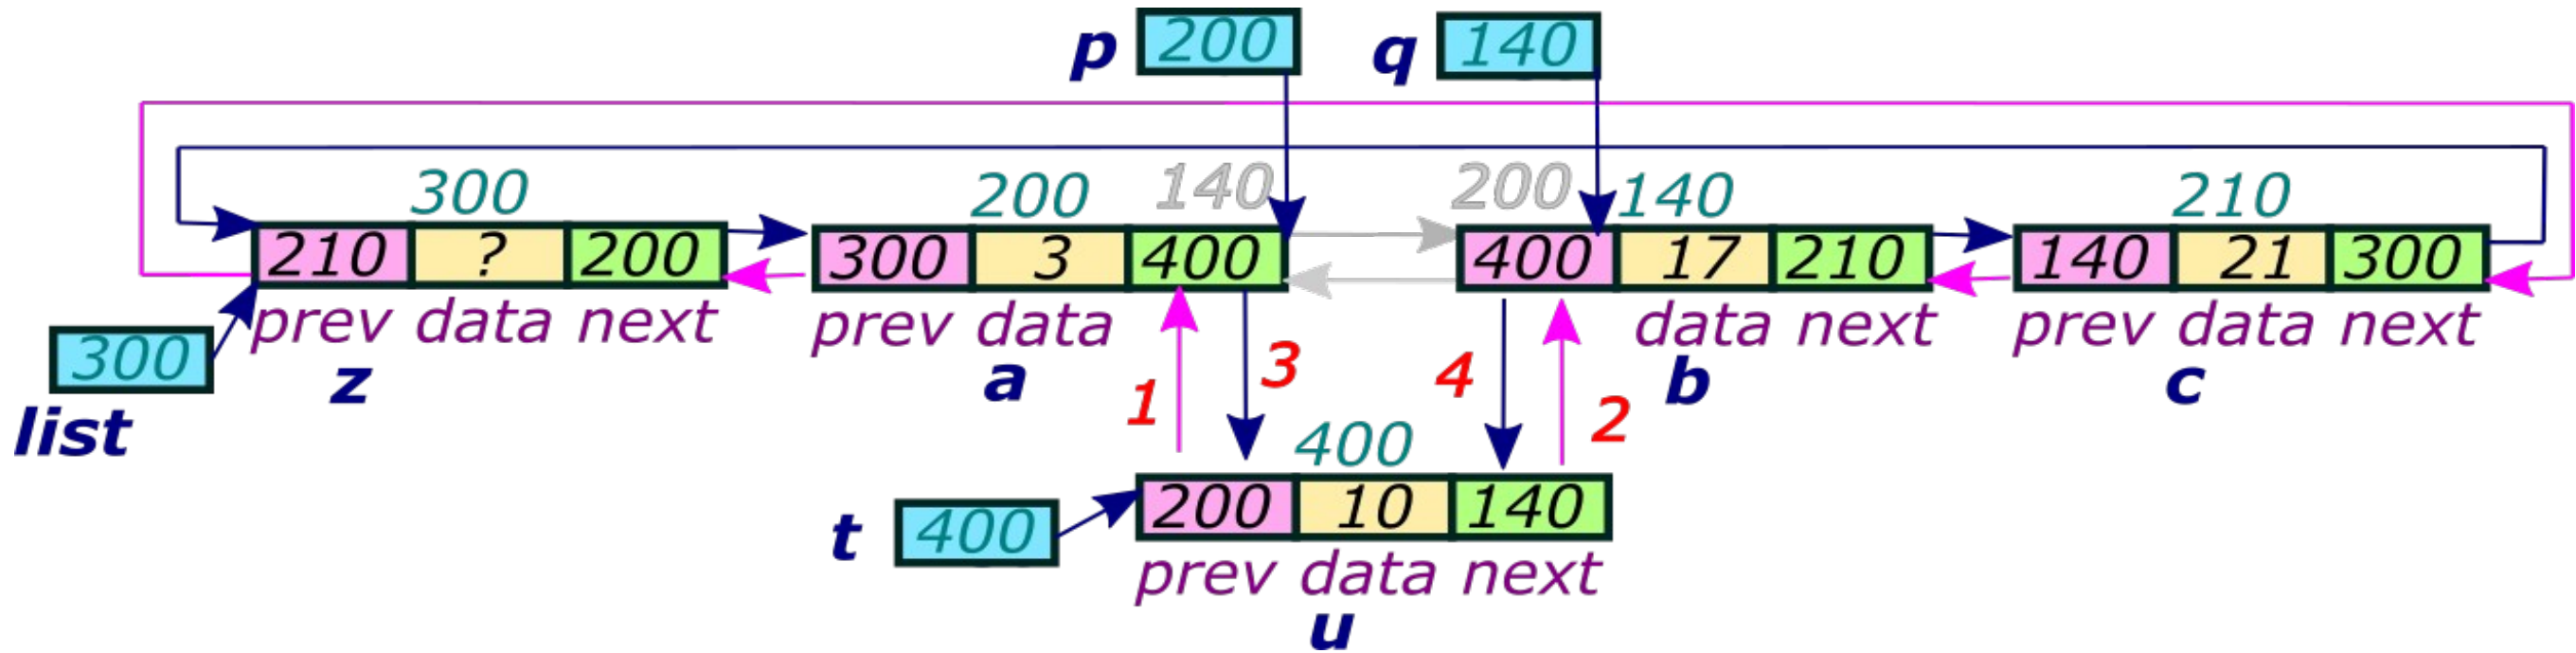 p 200 q 140
300 200 140 200 140 210
210 ? 200 300 3 400 400 17 210 140 21 300
prev data next prev data data next prev data next
300 z a 3 4 b c
list 1 2
400
t 400 200 10 140
prev data next
u